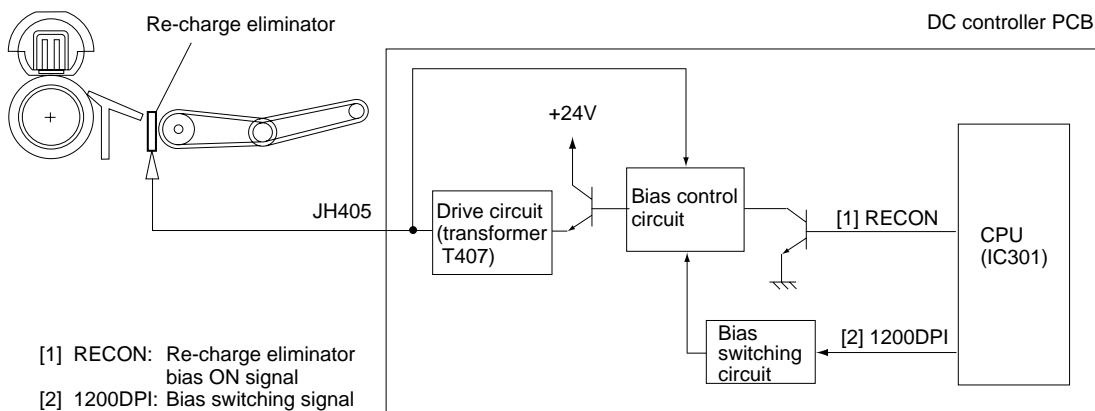 Re-charge eliminator
DC controller PCB
+24V
JH405
Drive circuit
(transformer
T407)
Bias control
circuit
[1] RECON
CPU
(IC301)
Bias
switching
circuit
[2] 1200DPI
[1] RECON: Re-charge eliminator
bias ON signal
[2] 1200DPI: Bias switching signal